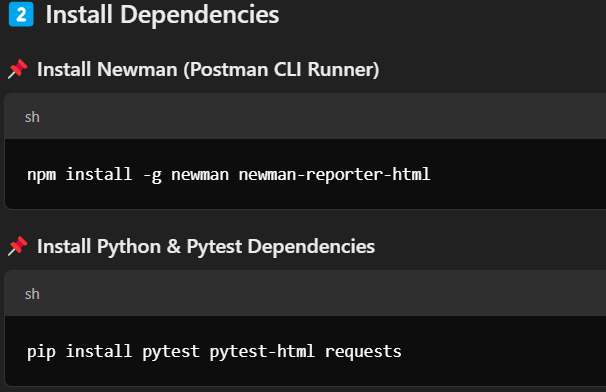 2 Install Dependencies
📌 Install Newman (Postman CLI Runner)
sh
npm install -g newman newman-reporter-html
📌 Install Python & Pytest Dependencies
sh
pip install pytest pytest-html requests